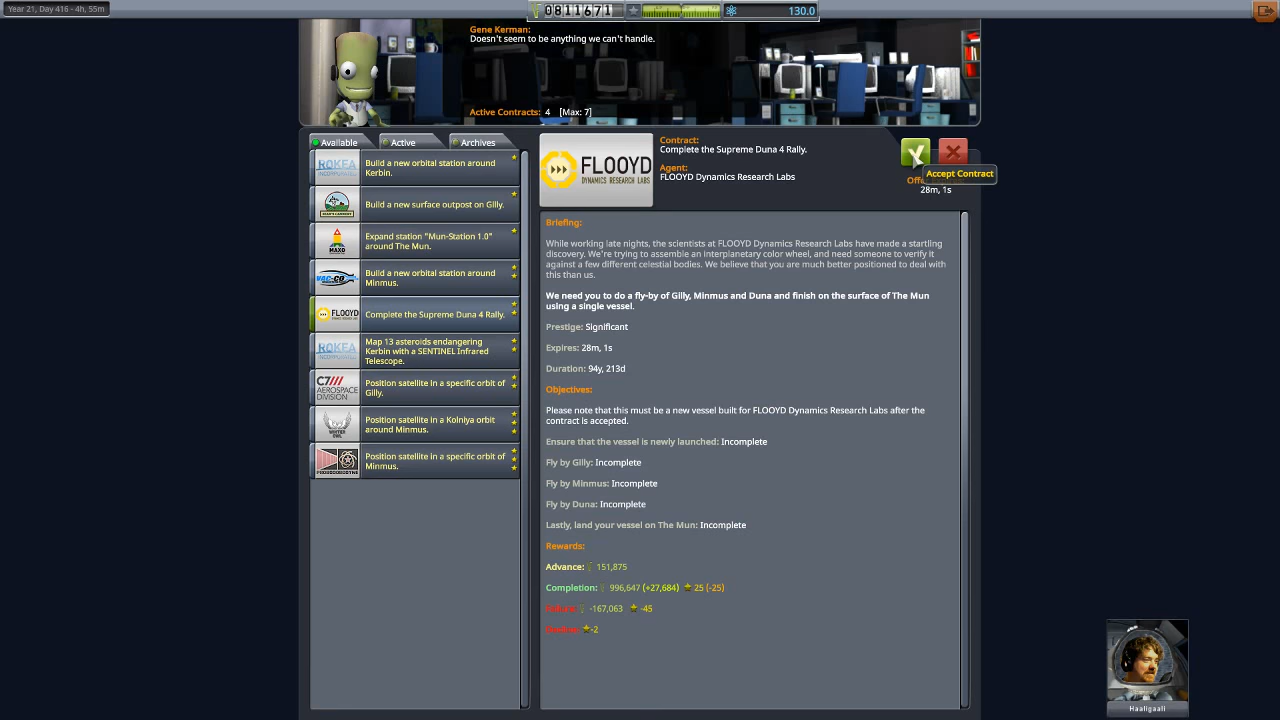 Year 21, Day 416 - 4h, 55m
0811671
130.0
Gene Kerman:
Doesn't seem to be anything we can't handle.
Active Contracts: 4 [Max: 7]
Available
Active
Archives
ROKEA
Build a new orbital station around
Kerbin.
Build a new surface outpost on Gilly.
MAXO
Expand station "Mun-Station 1.0"
around The Mun.
VAC-CO
Build a new orbital station around
Minmus.
FLOOYD
Complete the Supreme Duna 4 Rally.
ROKEA
Map 13 asteroids endangering
Kerbin with a SENTINEL Infrared
Telescope.
C7///
AEROSPACE
DIVISION
Position satellite in a specific orbit of
Gilly.
WINTER
OWL
Position satellite in a Kolniya orbit
around Minmus.
Position satellite in a specific orbit of
Minmus.
FLOOYD
DYNAMICS RESEARCH LABS
Contract:
Complete the Supreme Duna 4 Rally.
Agent:
FLOOYD Dynamics Research Labs
Accept Contract
28m, 1s
Briefing:
While working late nights, the scientists at FLOOYD Dynamics Research Labs have made a startling
discovery. We're trying to assemble an interplanetary color wheel, and need someone to verify it
against a few different celestial bodies. We believe that you are much better positioned to deal with
this than us.
We need you to do a fly-by of Gilly, Minmus and Duna and finish on the surface of The Mun
using a single vessel.
Prestige: Significant
Expires: 28m, 1s
Duration: 94y, 213d
Objectives:
Please note that this must be a new vessel built for FLOOYD Dynamics Research Labs after the
contract is accepted.
Ensure that the vessel is newly launched: Incomplete
Fly by Gilly: Incomplete
Fly by Minmus: Incomplete
Fly by Duna: Incomplete
Lastly, land your vessel on The Mun: Incomplete
Rewards:
Advance: 151,875
Completion: 996,647 (+27,684) 25 (-25)
-167,063 -45
-2
Haaligaali